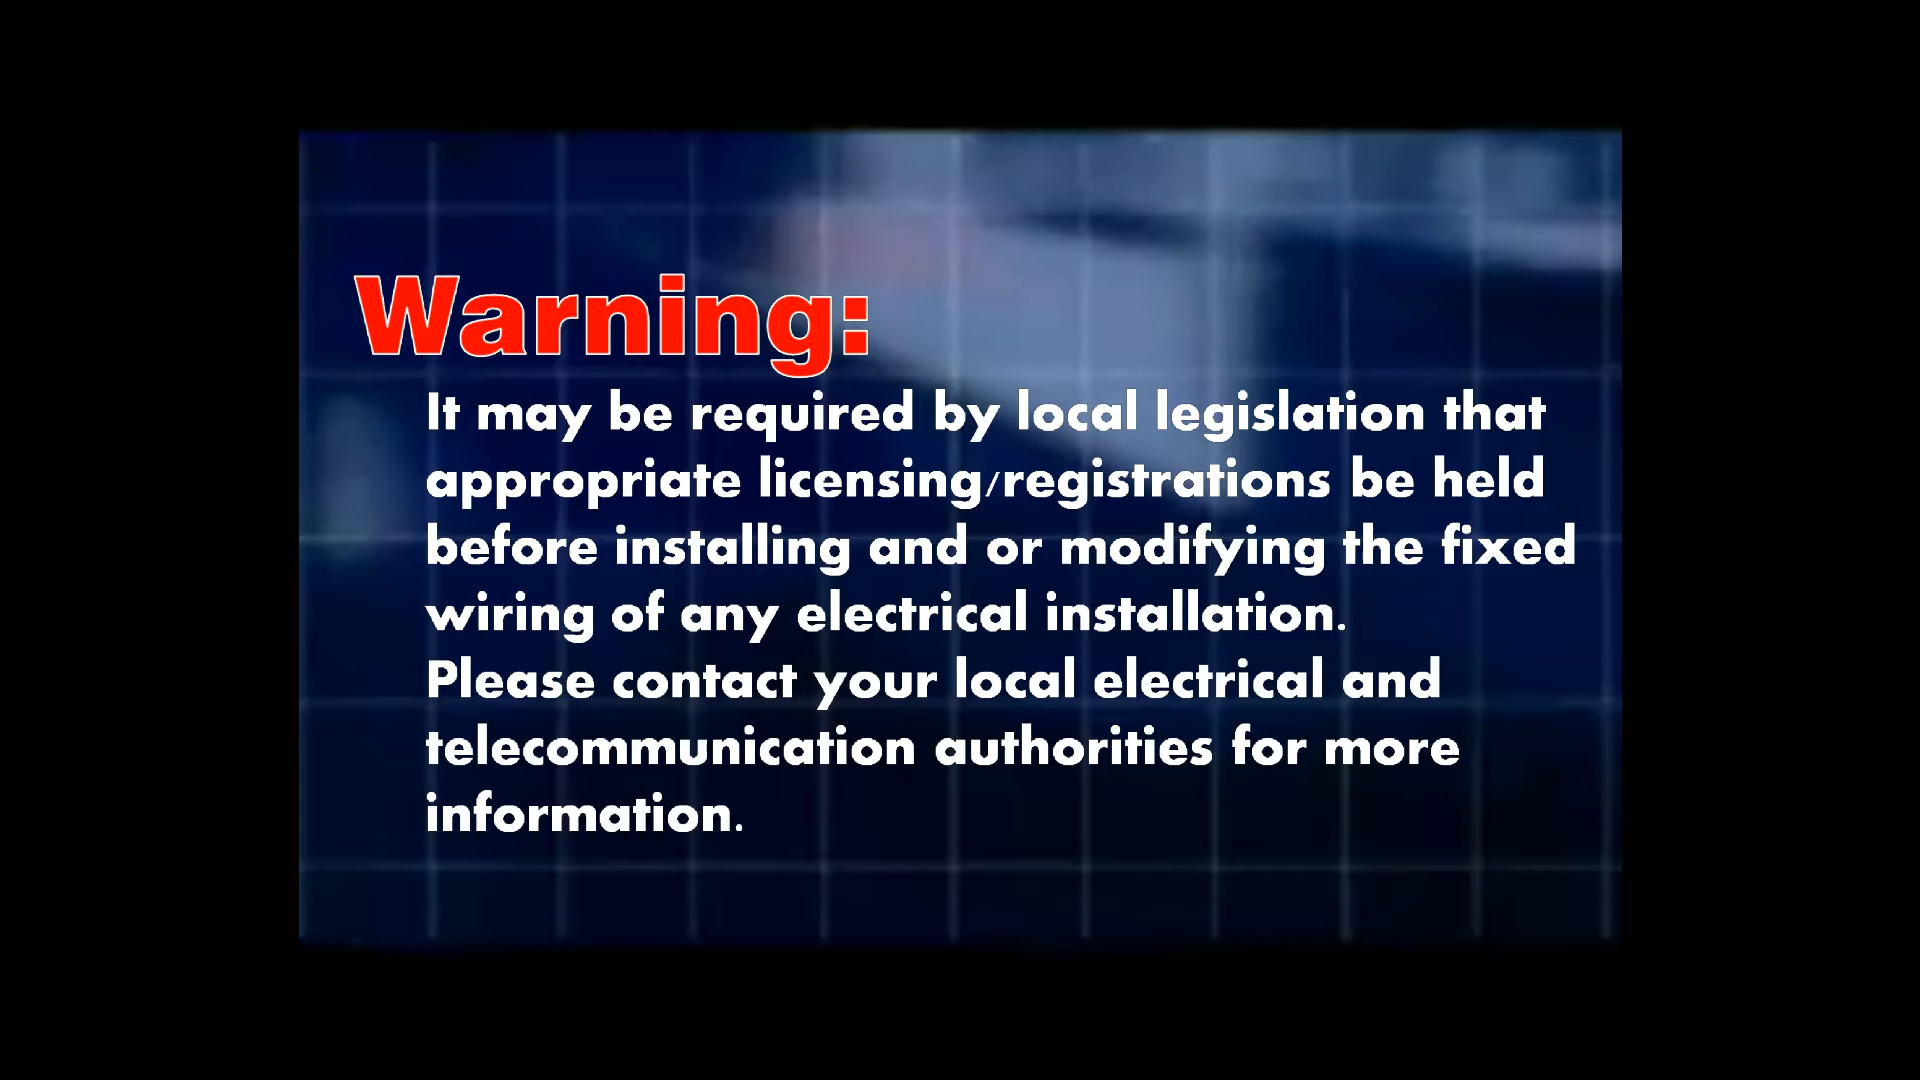 Warning:
It may be required by local legislation that
appropriate licensing/registrations be held
before installing and or modifying the fixed
wiring of any electrical installation.
Please contact your local electrical and
telecommunication authorities for more
information.